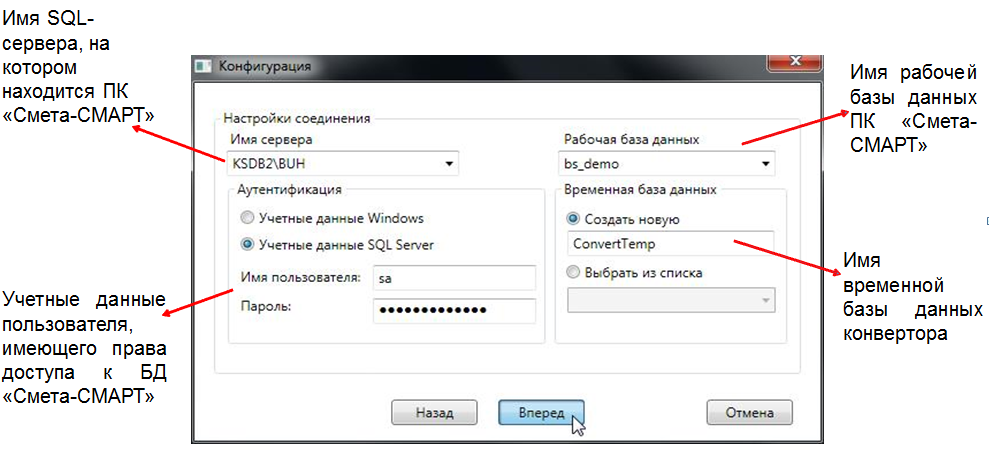 Имя SQL-
сервера, на
котором
находится ПК
«Смета-СМАРТ»
Учетные данные
пользователя,
имеющего права
доступа к БД
«Смета-СМАРТ»
Конфигурация
Настройки соединения
Имя сервера
KSDB2\BUH
Аутентификация
Учетные данные Windows
Учетные данные SQL Server
Имя пользователя: sa
Пароль: ●●●●●●●●●●●●●
Рабочая база данных
bs_demo
Временная база данных
Создать новую
ConvertTemp
Выбрать из списка
Назад
Вперед
Отмена
Имя рабочей
базы данных
ПК «Смета-
СМАРТ»
Имя
временной
базы данных
конвертора